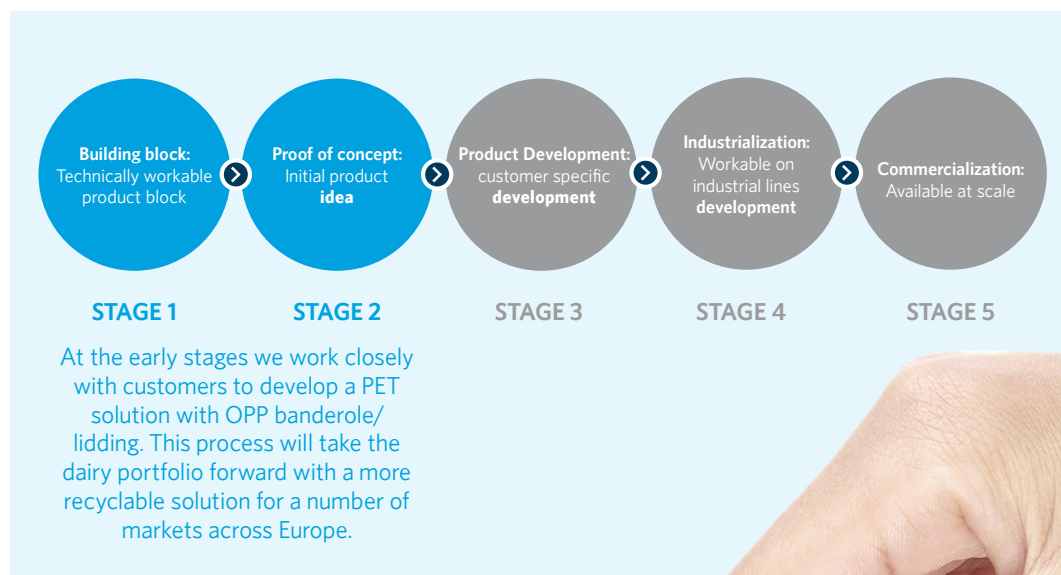 Building block:
Technically workable
product block
Proof of concept:
Initial product
idea
Product Development:
customer specific
development
Industrialization:
Workable on
industrial lines
development
Commercialization:
Available at scale
STAGE 1
STAGE 2
STAGE 3
STAGE 4
STAGE 5
At the early stages we work closely
with customers to develop a PET
solution with OPP banderole/
lidding. This process will take the
dairy portfolio forward with a more
recyclable solution for a number of
markets across Europe.